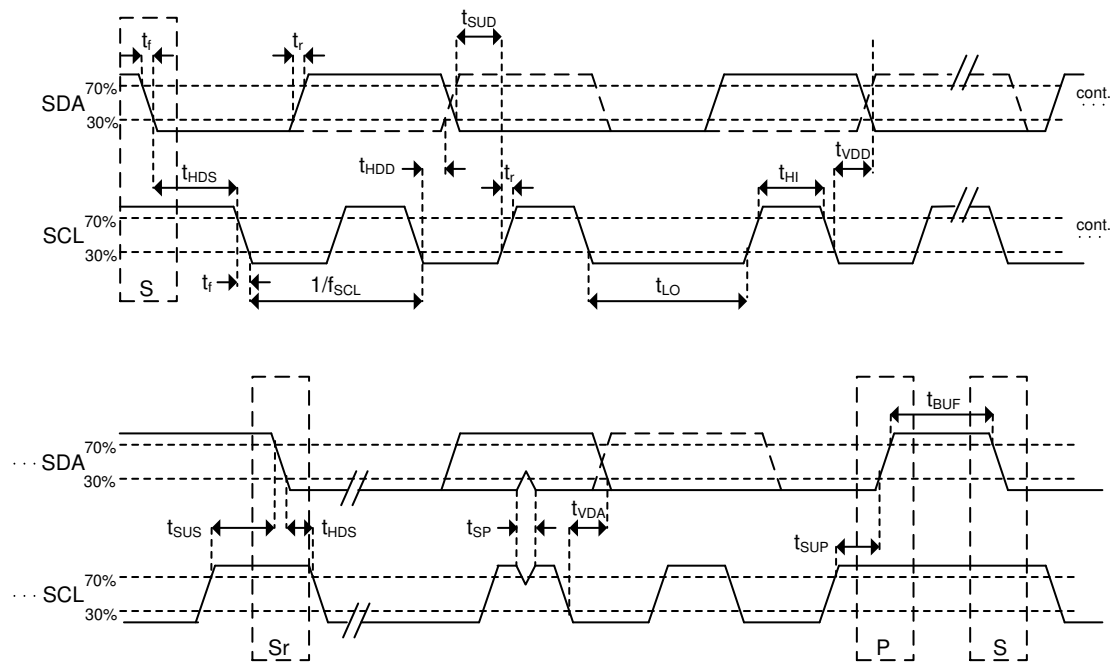 tSUD
tf
tr
70%
SDA
30%
cont.
· · ·
tHDS
tHDD
tr
tHI
tVDD
70%
SCL
30%
cont.
· · ·
S
tf
1/fSCL
tLO
tBUF
70%
· · · SDA
30%
tSUS
tHDS
tSP
tVDA
tSUP
70%
· · · SCL
30%
Sr
P
S